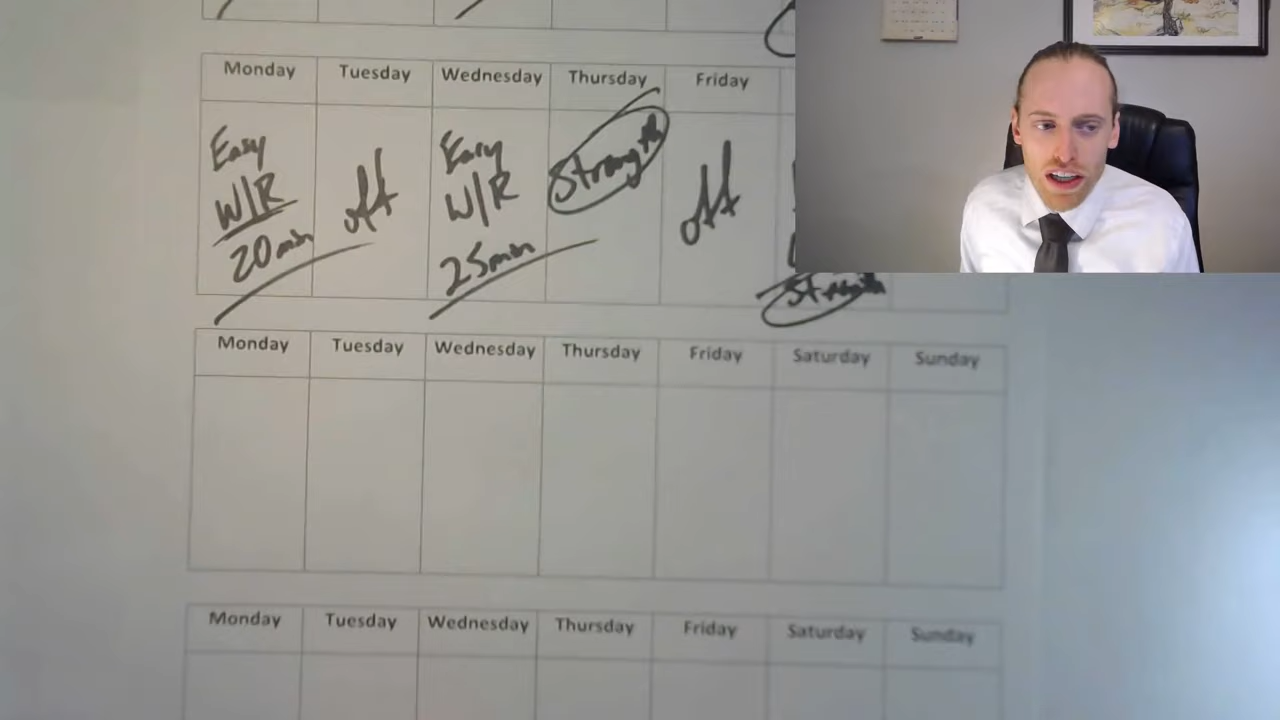 Monday Tuesday Wednesday Thursday Friday
Easy
W/R
20min
off
Easy
W/R
25min
Strength
off
Strength
Monday Tuesday Wednesday Thursday Friday Saturday Sunday
Monday Tuesday Wednesday Thursday Friday Saturday Sunday